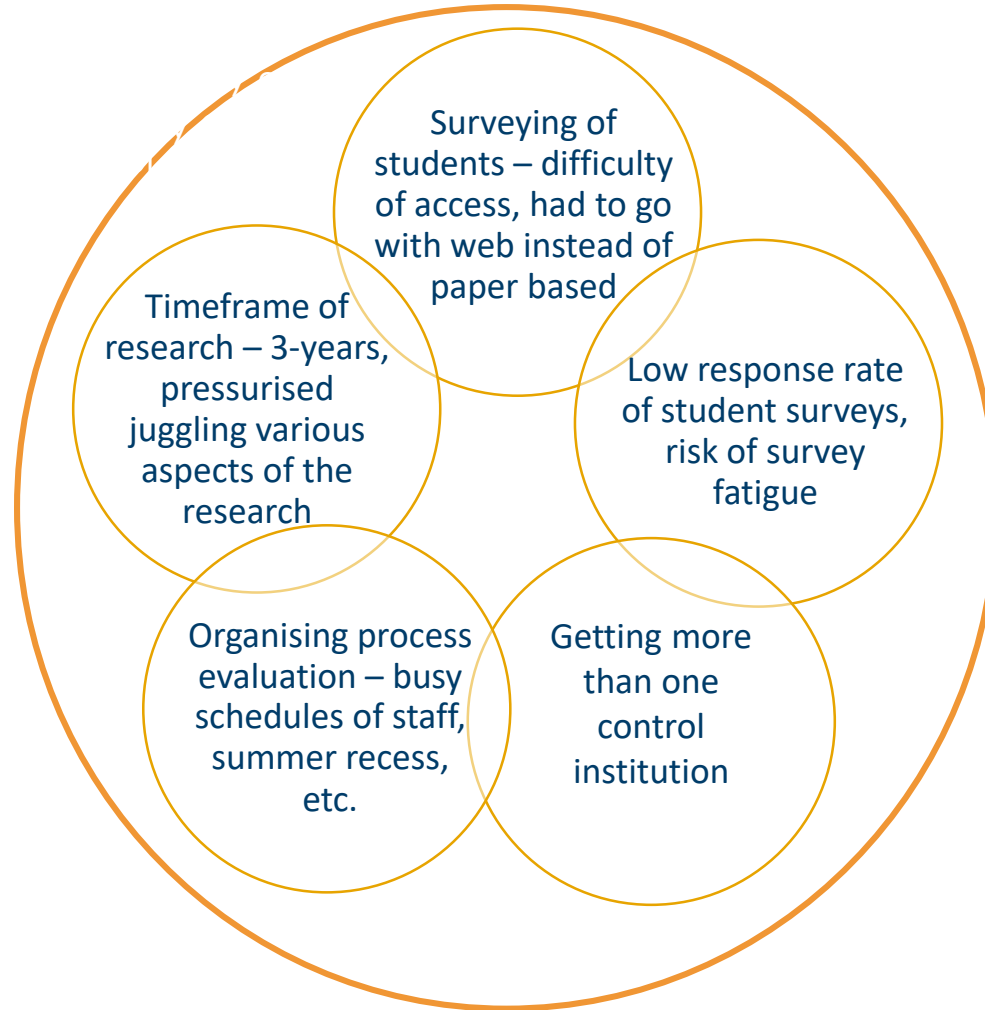 Surveying of
students – difficulty
of access, had to go
with web instead of
paper based
Timeframe of
research – 3-years,
pressurised
juggling various
aspects of the
research
Low response rate
of student surveys,
risk of survey
fatigue
Organising process
evaluation – busy
schedules of staff,
summer recess,
etc.
Getting more
than one
control
institution